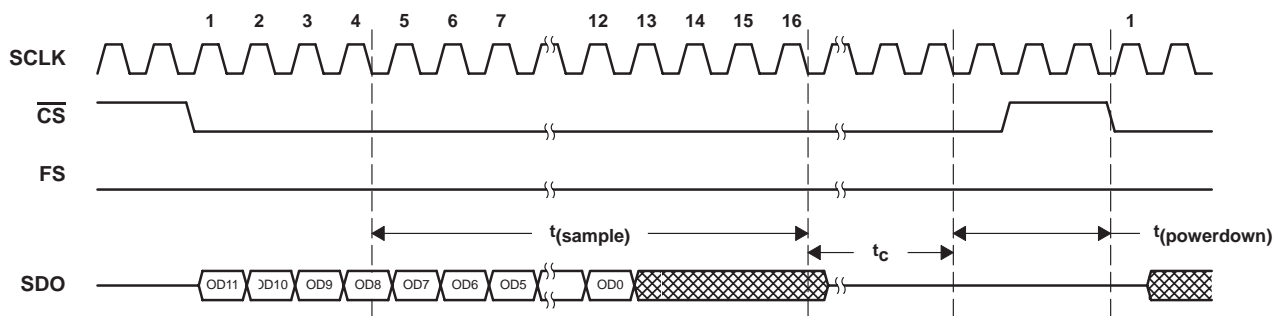 1 2 3 4 5 6 7 12 13 14 15 16 1
SCLK
CS
FS
t(sample)
tc
t(powerdown)
SDO OD11 OD10 OD9 OD8 OD7 OD6 OD5 OD0